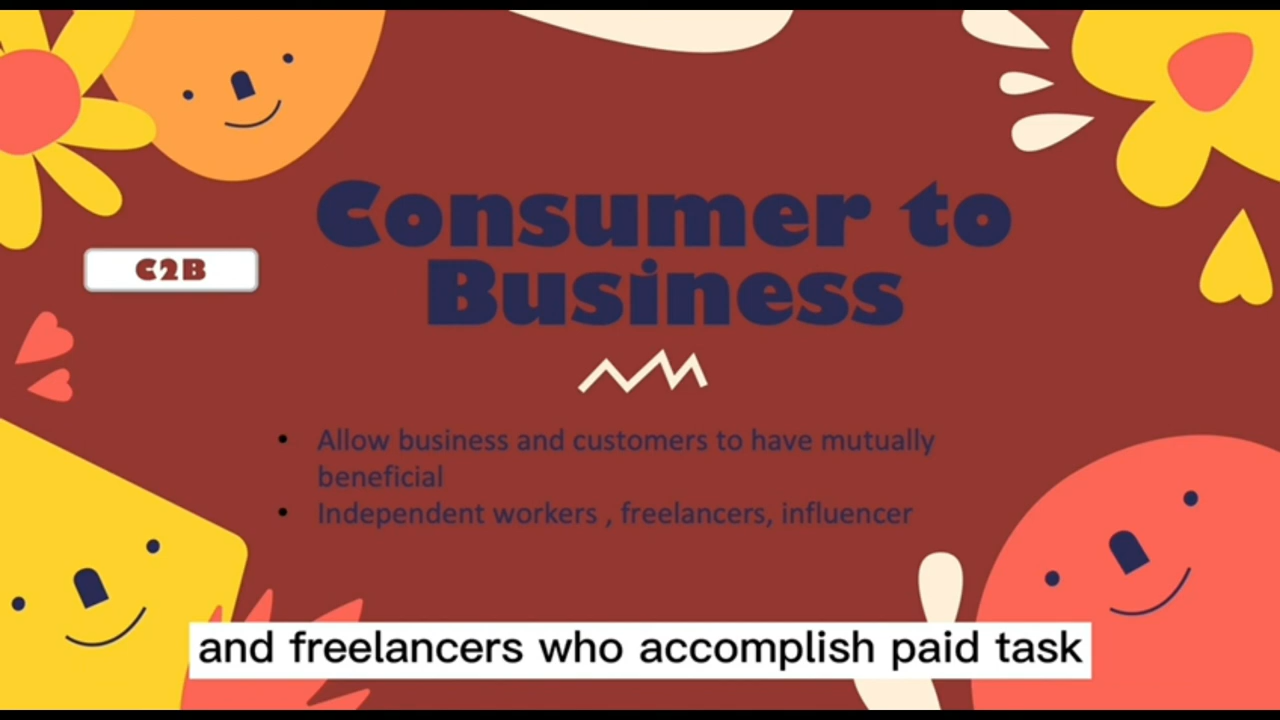 Consumer to
Business
C2B
• Allow business and customers to have mutually
beneficial
• Independent workers , freelancers, influencer
and freelancers who accomplish paid task